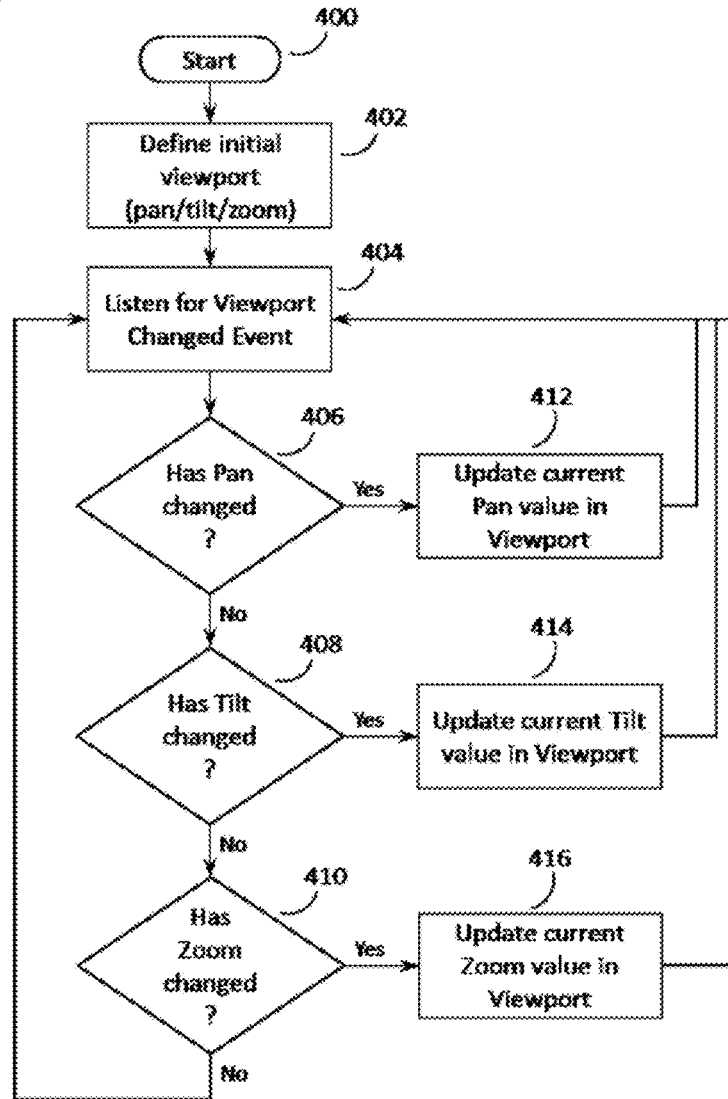 400
Start
402
Define initial
viewport
(pan/tilt/zoom)
404
Listen for Viewport
Changed Event
406
Has Pan
changed
?
Yes
412
Update current
Pan value in
Viewport
No
408
Has Tilt
changed
?
Yes
414
Update current Tilt
value in Viewport
No
410
Has
Zoom
changed
?
Yes
416
Update current
Zoom value in
Viewport
No